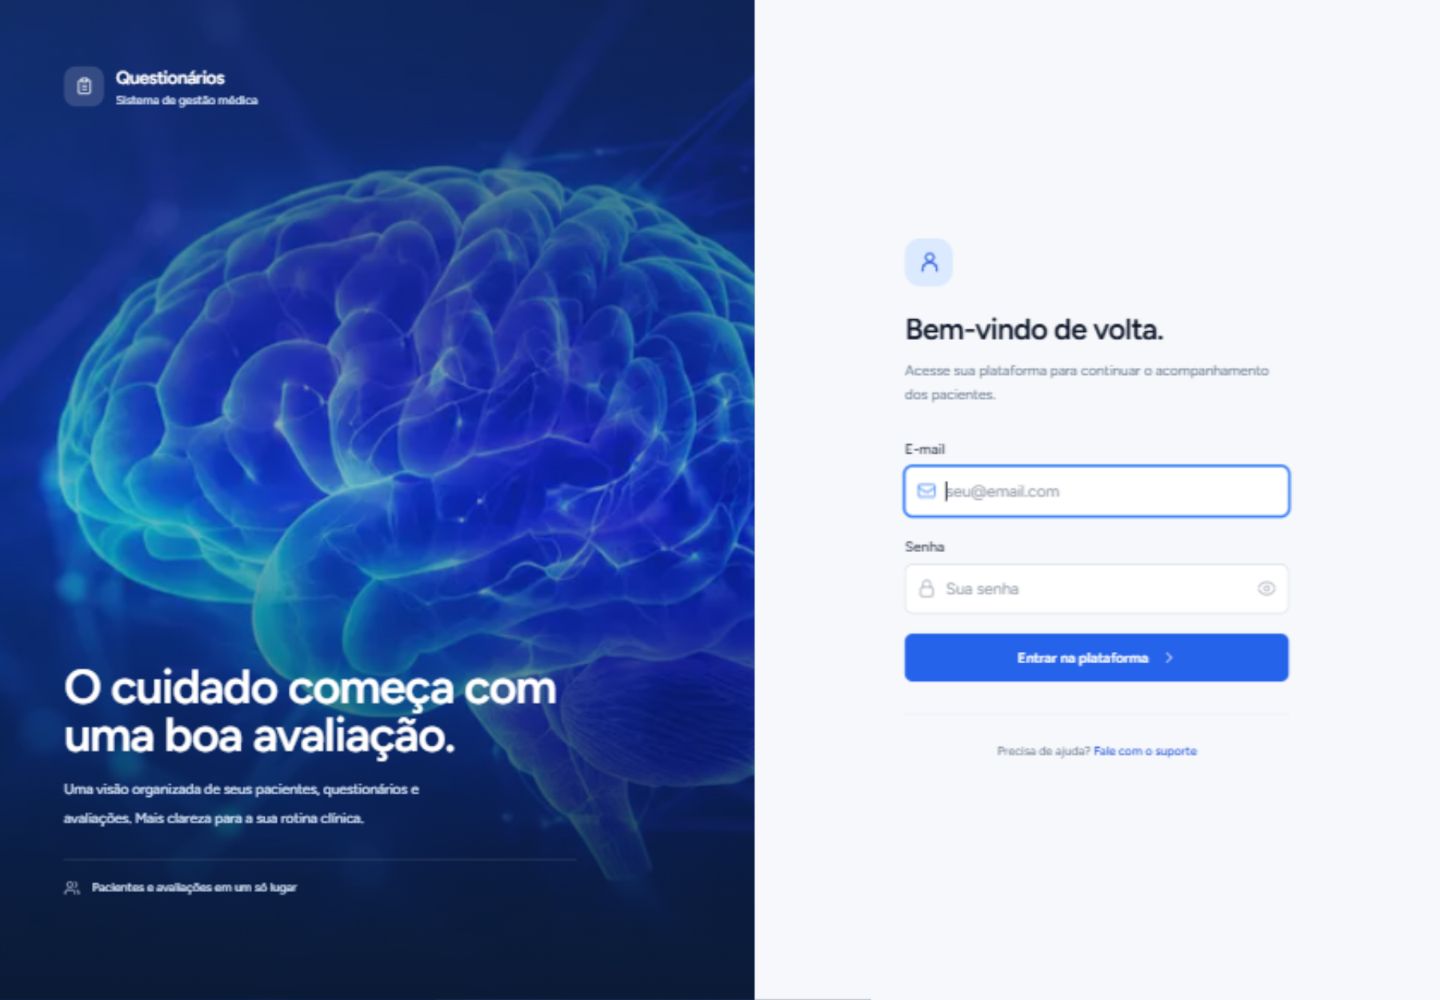 Questionários
Sistema de gestão médica
O cuidado começa com
uma boa avaliação.
Uma visão organizada de seus pacientes, questionários e
avaliações. Mais clareza para a sua rotina clínica.
Pacientes e avaliações em um só lugar
Bem-vindo de volta.
Acesse sua plataforma para continuar o acompanhamento
dos pacientes.
E-mail
seu@email.com
Senha
Sua senha
Entrar na plataforma
Precisa de ajuda? Fale com o suporte